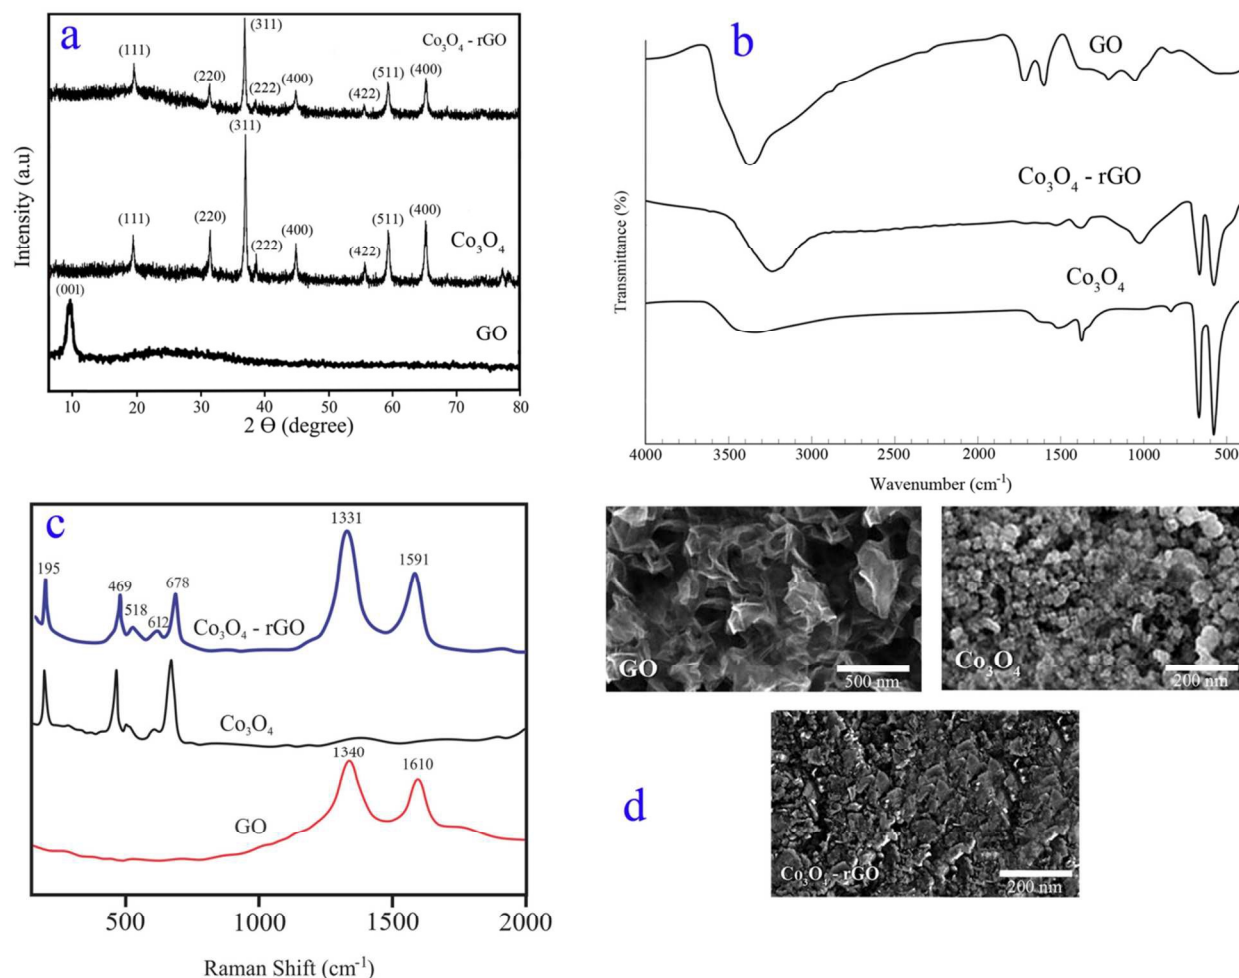 a
(311)
Co3O4 - rGO
(111)
(220)
(222)
(400)
(422)
(511)
(400)
(311)
(111)
(220)
(222)
(400)
(422)
(511)
(400)
Co3O4
(001)
GO
Intensity (a.u)
10 20 30 40 50 60 70 80
2 Θ (degree)
b
GO
Co3O4 - rGO
Co3O4
Transmittance (%)
4000 3500 3000 2500 2000 1500 1000 500
Wavenumber (cm-1)
c
1331
1591
195
469
518
612
678
Co3O4 - rGO
Co3O4
1340
1610
GO
500 1000 1500 2000
Raman Shift (cm-1)
GO
500 nm
Co3O4
200 nm
d
Co3O4 - rGO
200 nm